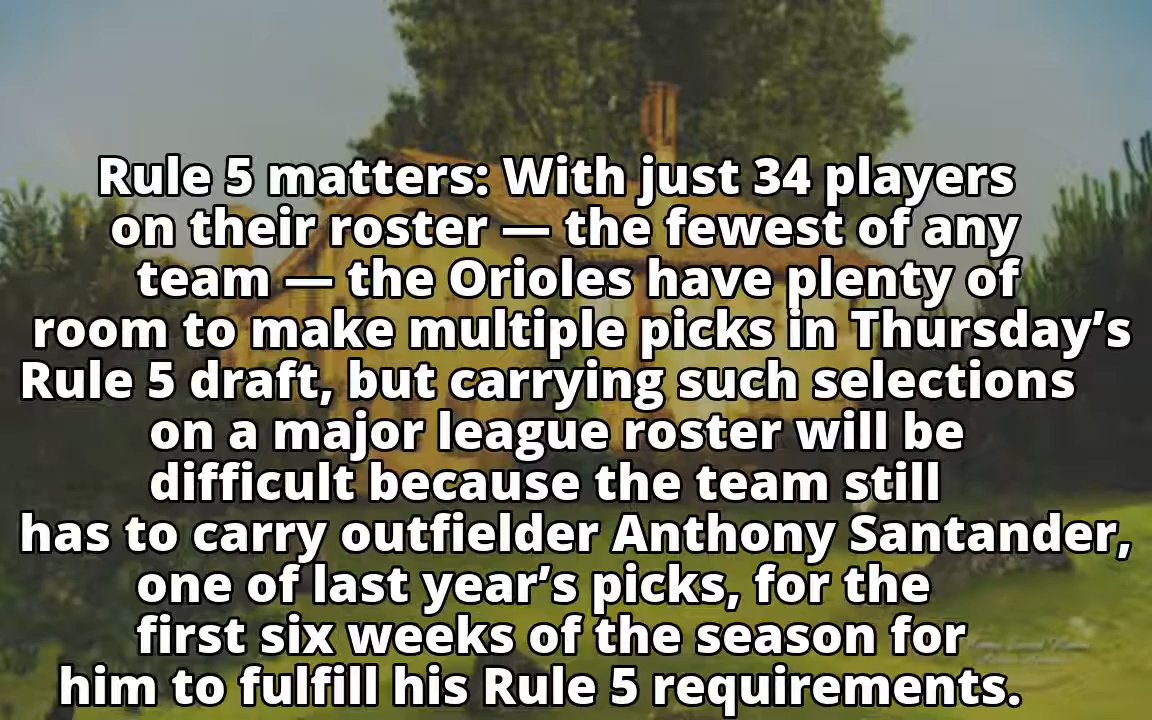 Rule 5 matters: With just 34 players
on their roster — the fewest of any
team — the Orioles have plenty of
room to make multiple picks in Thursday’s
Rule 5 draft, but carrying such selections
on a major league roster will be
difficult because the team still
has to carry outfielder Anthony Santander,
one of last year’s picks, for the
first six weeks of the season for
him to fulfill his Rule 5 requirements.